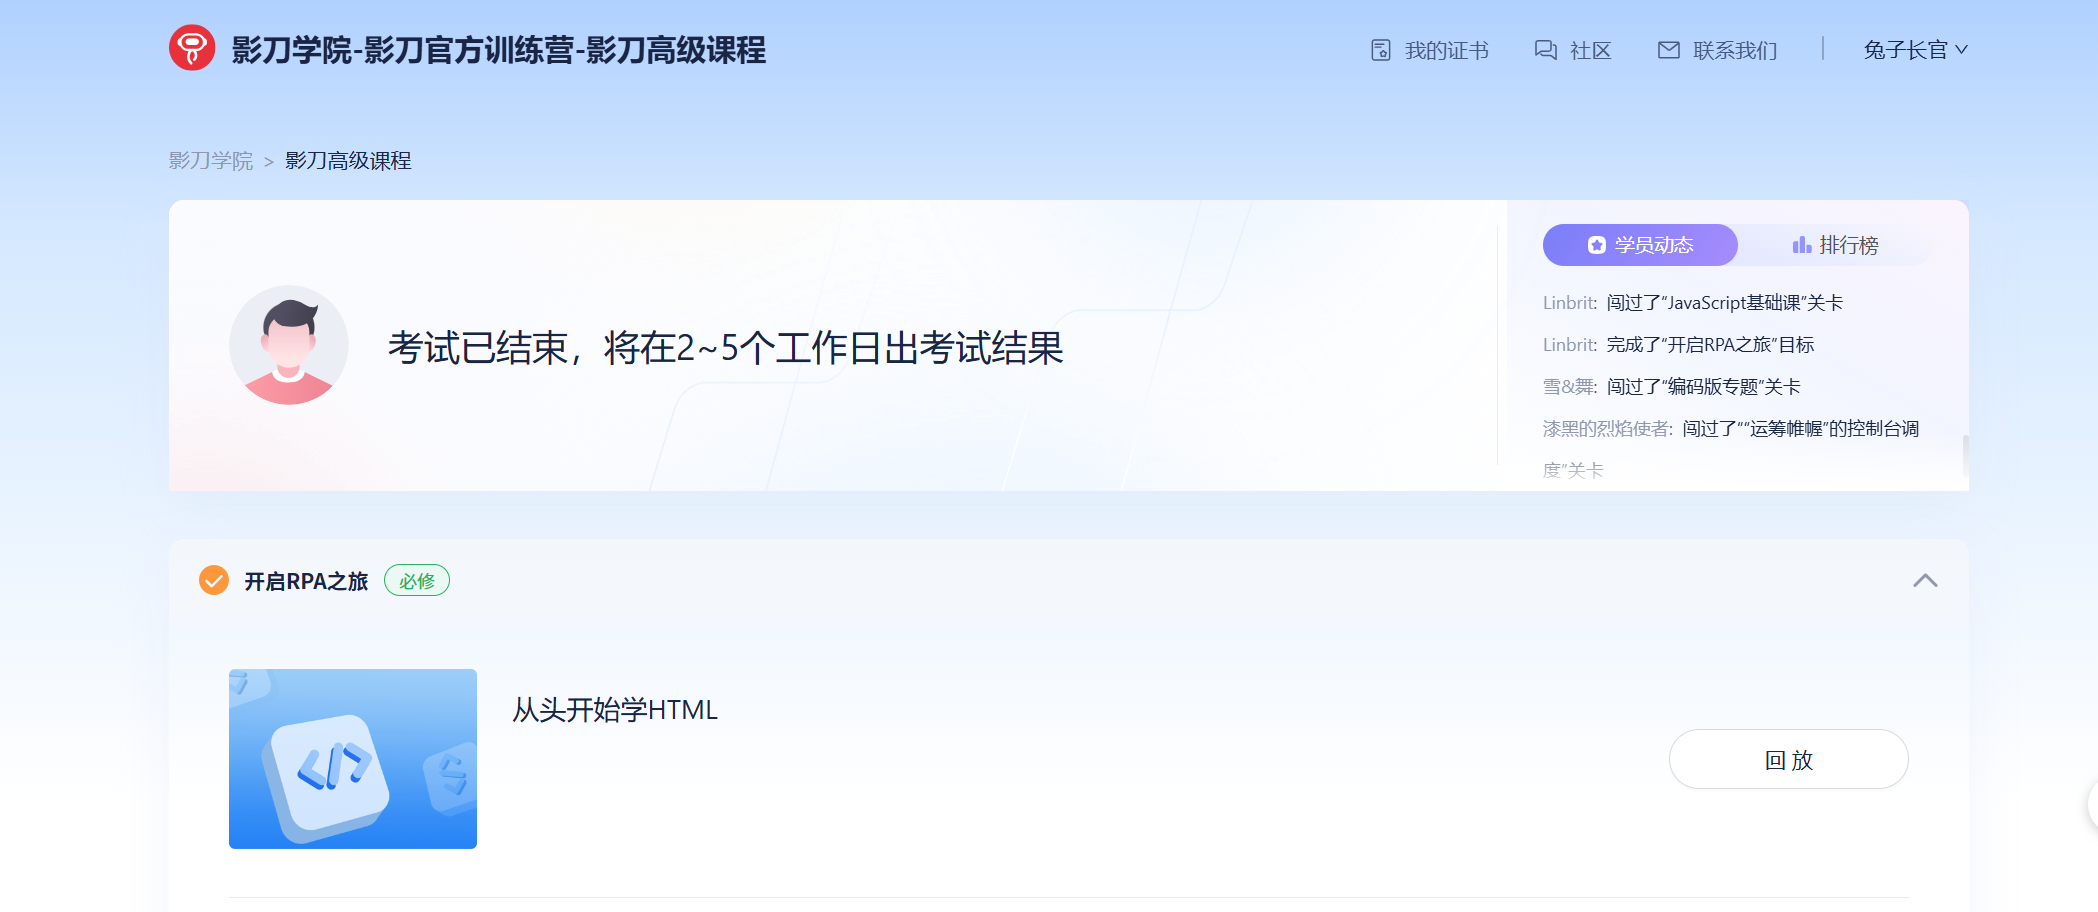 影刀学院-影刀官方训练营-影刀高级课程
我的证书
社区
联系我们
兔子长官
影刀学院 > 影刀高级课程
考试已结束，将在2~5个工作日出考试结果
学员动态
排行榜
Linbrit: 闯过了“JavaScript基础课”关卡
Linbrit: 完成了“开启RPA之旅”目标
雪&舞: 闯过了“编码版专题”关卡
漆黑的烈焰使者: 闯过了““运筹帷幄”的控制台调
度”关卡
开启RPA之旅 必修
从头开始学HTML
回放